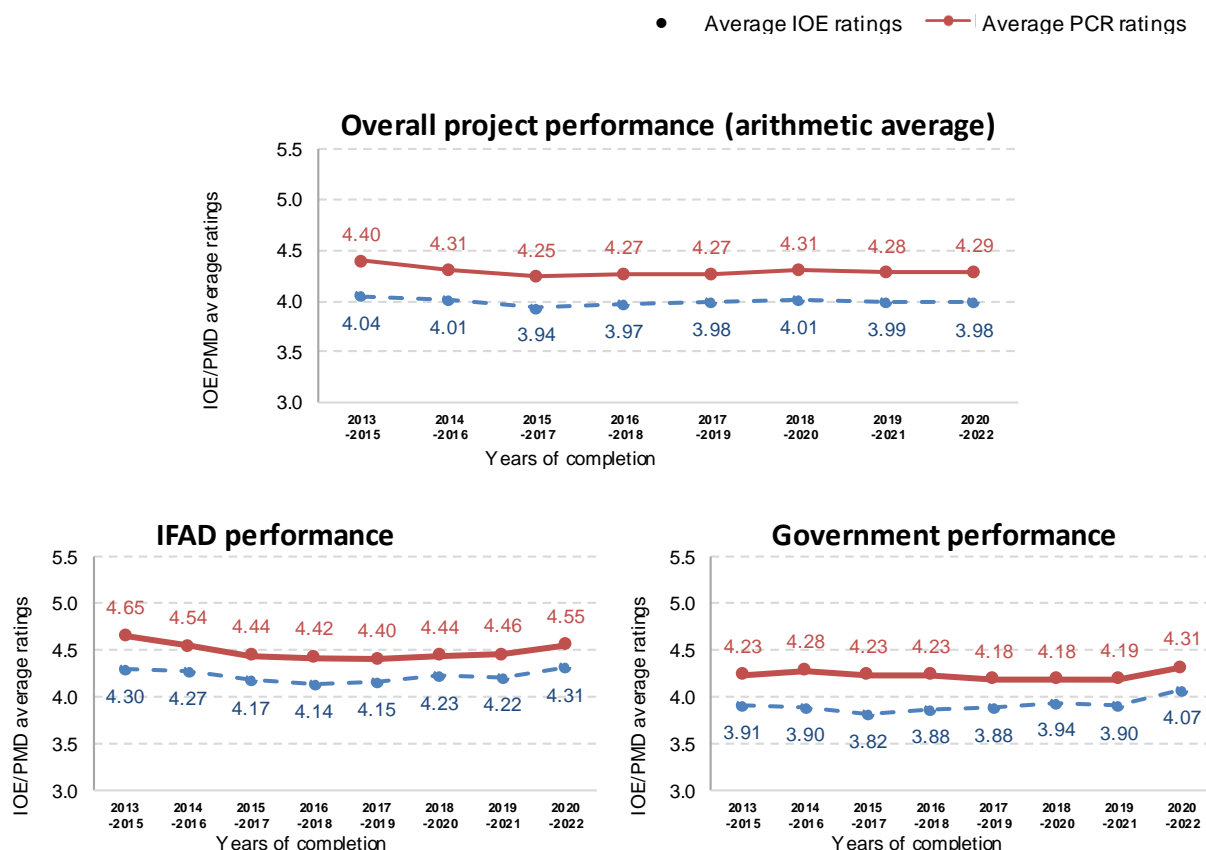 Average IOE ratings Average PCR ratings
Overall project performance (arithmetic average)
IOE/PMD average ratings
5.5
5.0
4.5
4.0
3.5
3.0
4.40 4.31 4.25 4.27 4.27 4.31 4.28 4.29
4.04 4.01 3.94 3.97 3.98 4.01 3.99 3.98
2013 2014 2015 2016 2017 2018 2019 2020
-2015 -2016 -2017 -2018 -2019 -2020 -2021 -2022
Years of completion
IFAD performance
IOE/PMD average ratings
5.5
5.0
4.5
4.0
3.5
3.0
4.65 4.54 4.44 4.42 4.40 4.44 4.46 4.55
4.30 4.27 4.17 4.14 4.15 4.23 4.22 4.31
2013 2014 2015 2016 2017 2018 2019 2020
-2015 -2016 -2017 -2018 -2019 -2020 -2021 -2022
Years of completion
Government performance
IOE/PMD average ratings
5.5
5.0
4.5
4.0
3.5
3.0
4.23 4.28 4.23 4.23 4.18 4.18 4.19 4.31
3.91 3.90 3.82 3.88 3.88 3.94 3.90 4.07
2013 2014 2015 2016 2017 2018 2019 2020
-2015 -2016 -2017 -2018 -2019 -2020 -2021 -2022
Years of completion